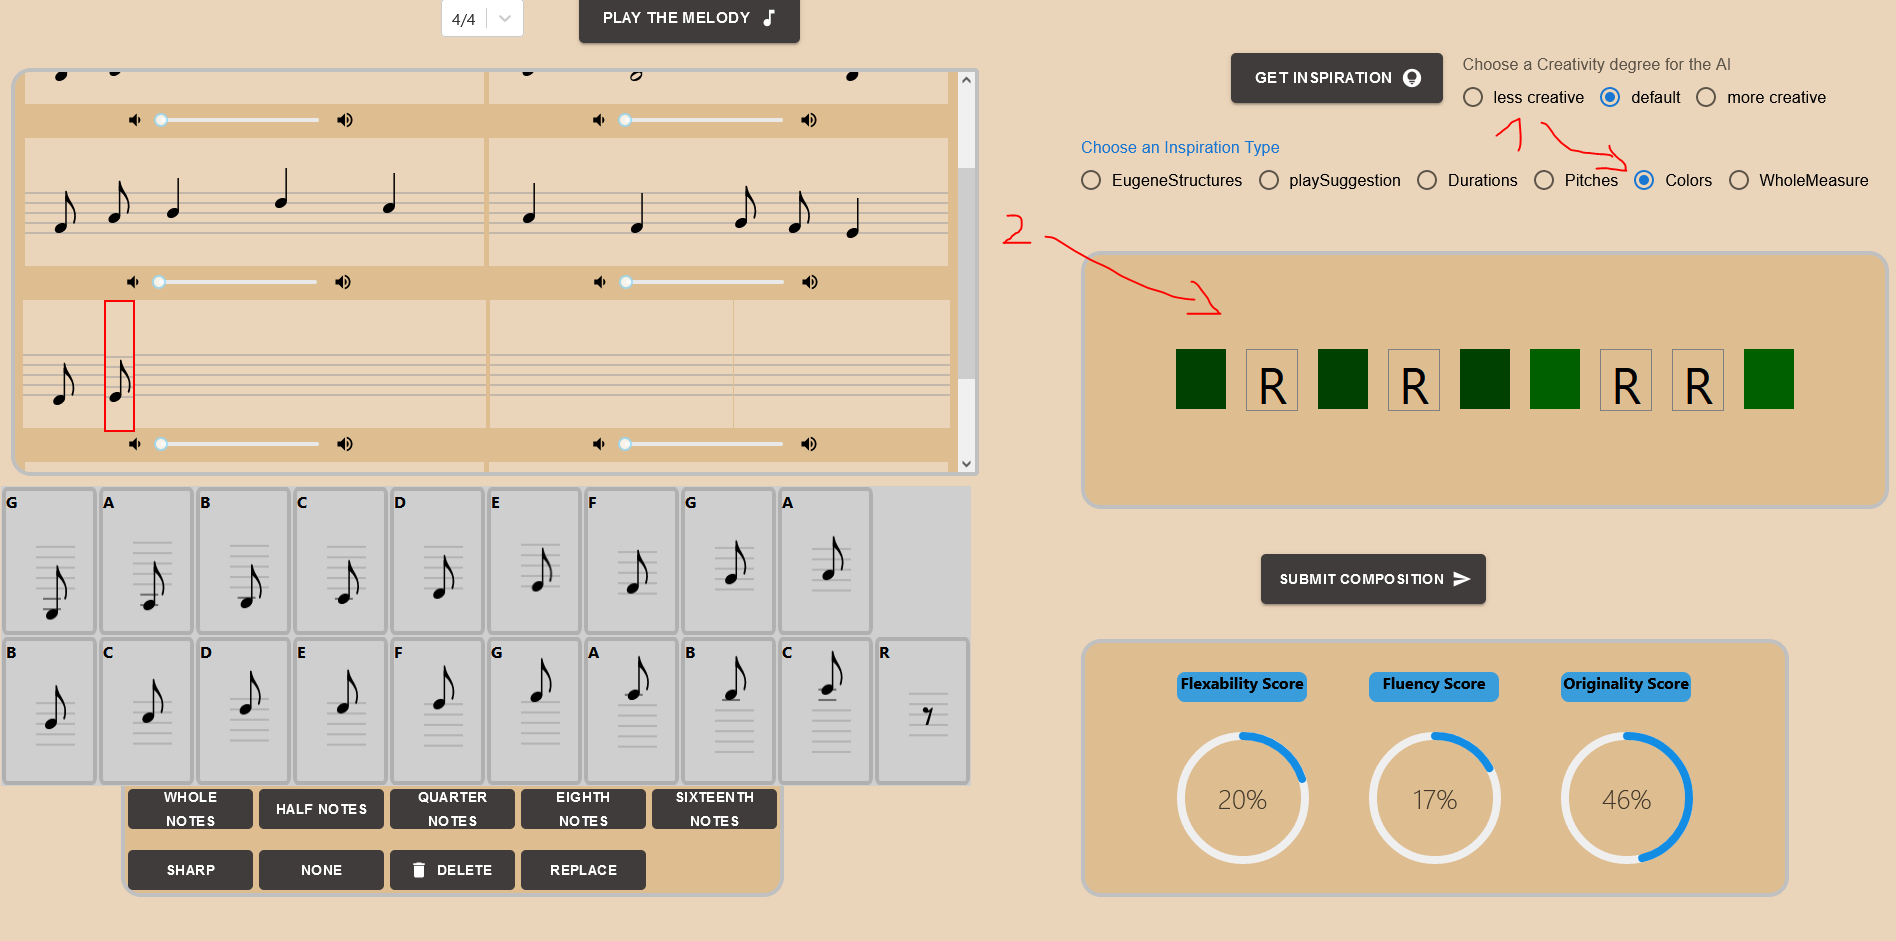 4/4
PLAY THE MELODY
GET INSPIRATION
Choose a Creativity degree for the AI
less creative default more creative
1
Choose an Inspiration Type
EugeneStructures playSuggestion Durations Pitches Colors WholeMeasure
2
R R R R
G A B C D E F G A
B C D E F G A B C R
WHOLE NOTES
HALF NOTES
QUARTER NOTES
EIGHTH NOTES
SIXTEENTH NOTES
SHARP NONE DELETE REPLACE
SUBMIT COMPOSITION
Flexability Score Fluency Score Originality Score
20% 17% 46%